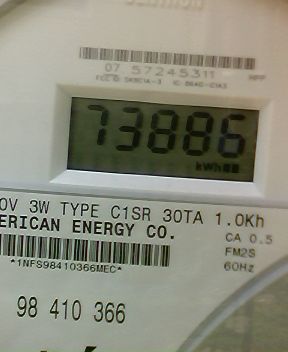 07 57245311
HPP
73886
kWh
0V 3W TYPE C1SR 30TA 1.0Kh
ERICAN ENERGY CO.
CA 0.5
FM2S
60Hz
*1NFS98410366MEC*
98 410 366